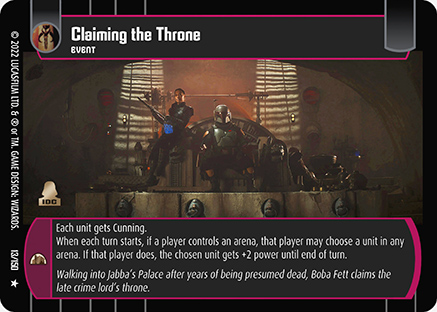 Claiming the Throne
EVENT
© 2022 LUCASFILM LTD. & ® or TM. GAME DESIGN: WIZARDS.
IDC
Each unit gets Cunning.
When each turn starts, if a player controls an arena, that player may choose a unit in any
arena. If that player does, the chosen unit gets +2 power until end of turn.
Walking into Jabba's Palace after years of being presumed dead, Boba Fett claims the
late crime lord's throne.